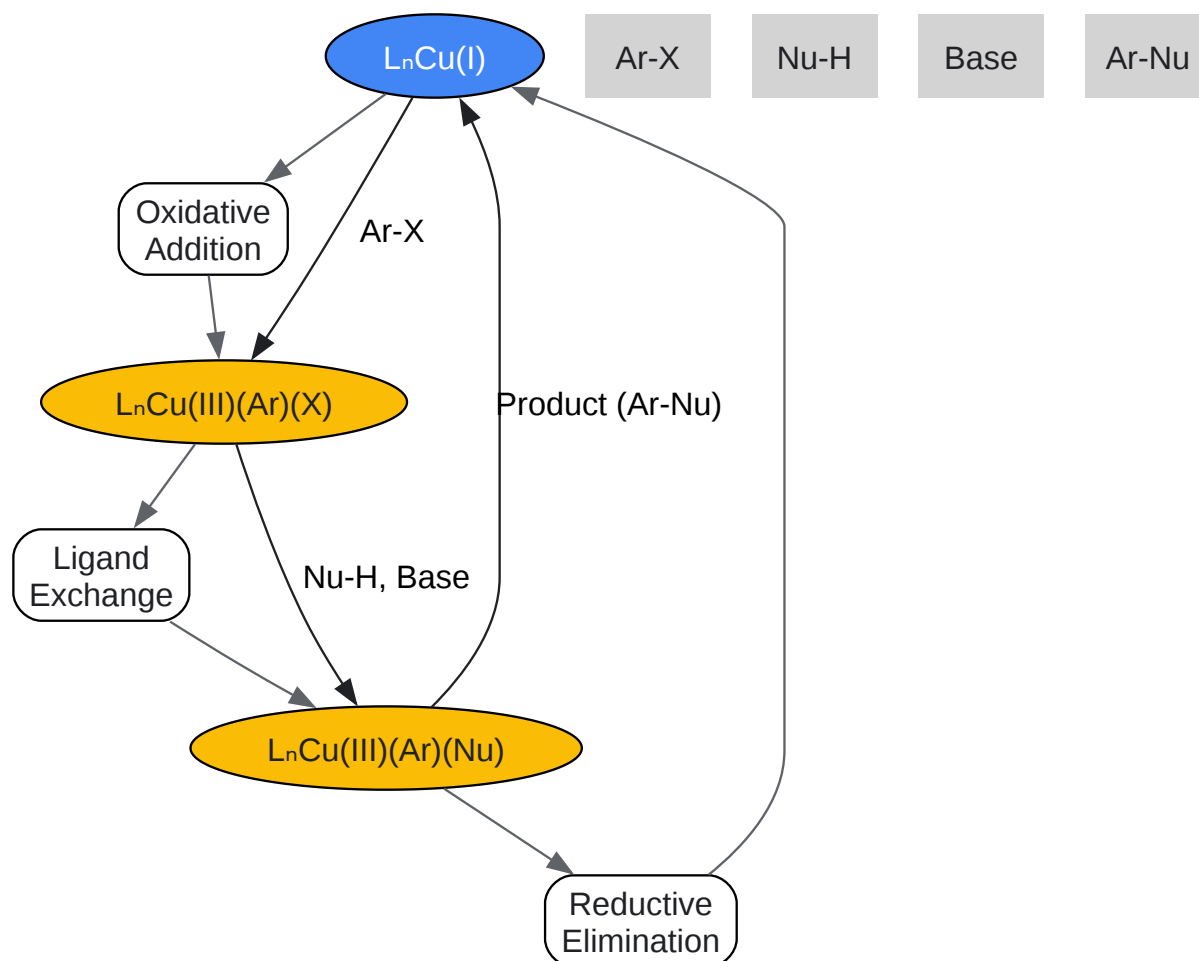 LₙCu(I)
Ar-X
Nu-H
Base
Ar-Nu
Oxidative
Addition
Ar-X
LₙCu(III)(Ar)(X)
Product (Ar-Nu)
Ligand
Exchange
Nu-H, Base
LₙCu(III)(Ar)(Nu)
Reductive
Elimination